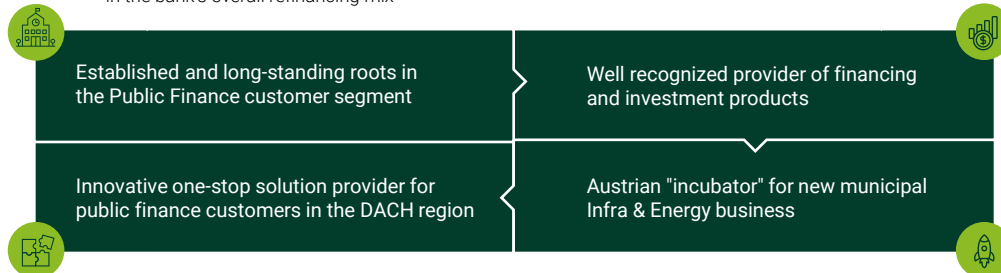 in the bank's overall refinancing mix
Established and long-standing roots in
the Public Finance customer segment
Well recognized provider of financing
and investment products
Innovative one-stop solution provider for
public finance customers in the DACH region
Austrian "incubator" for new municipal
Infra & Energy business